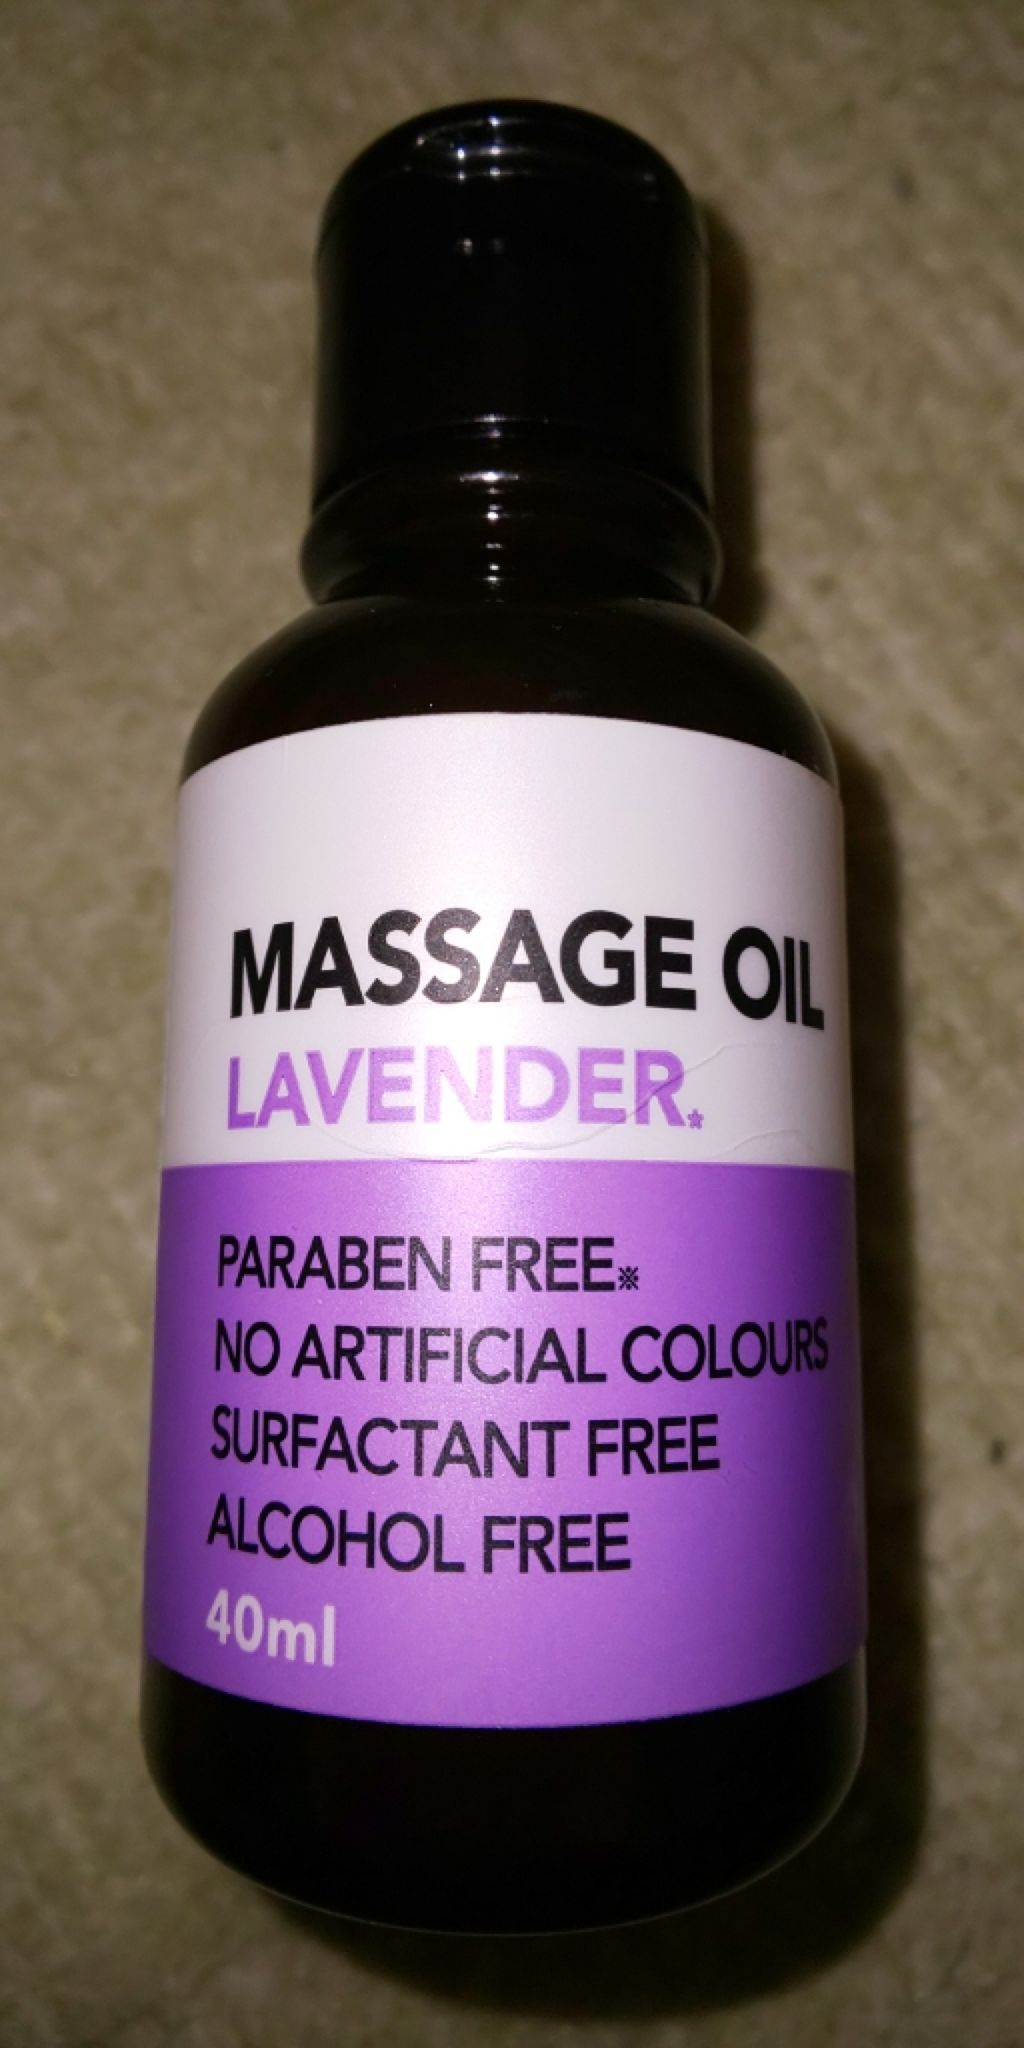 MASSAGE OIL
LAVENDER.*
PARABEN FREE※
NO ARTIFICIAL COLOURS
SURFACTANT FREE
ALCOHOL FREE
40ml